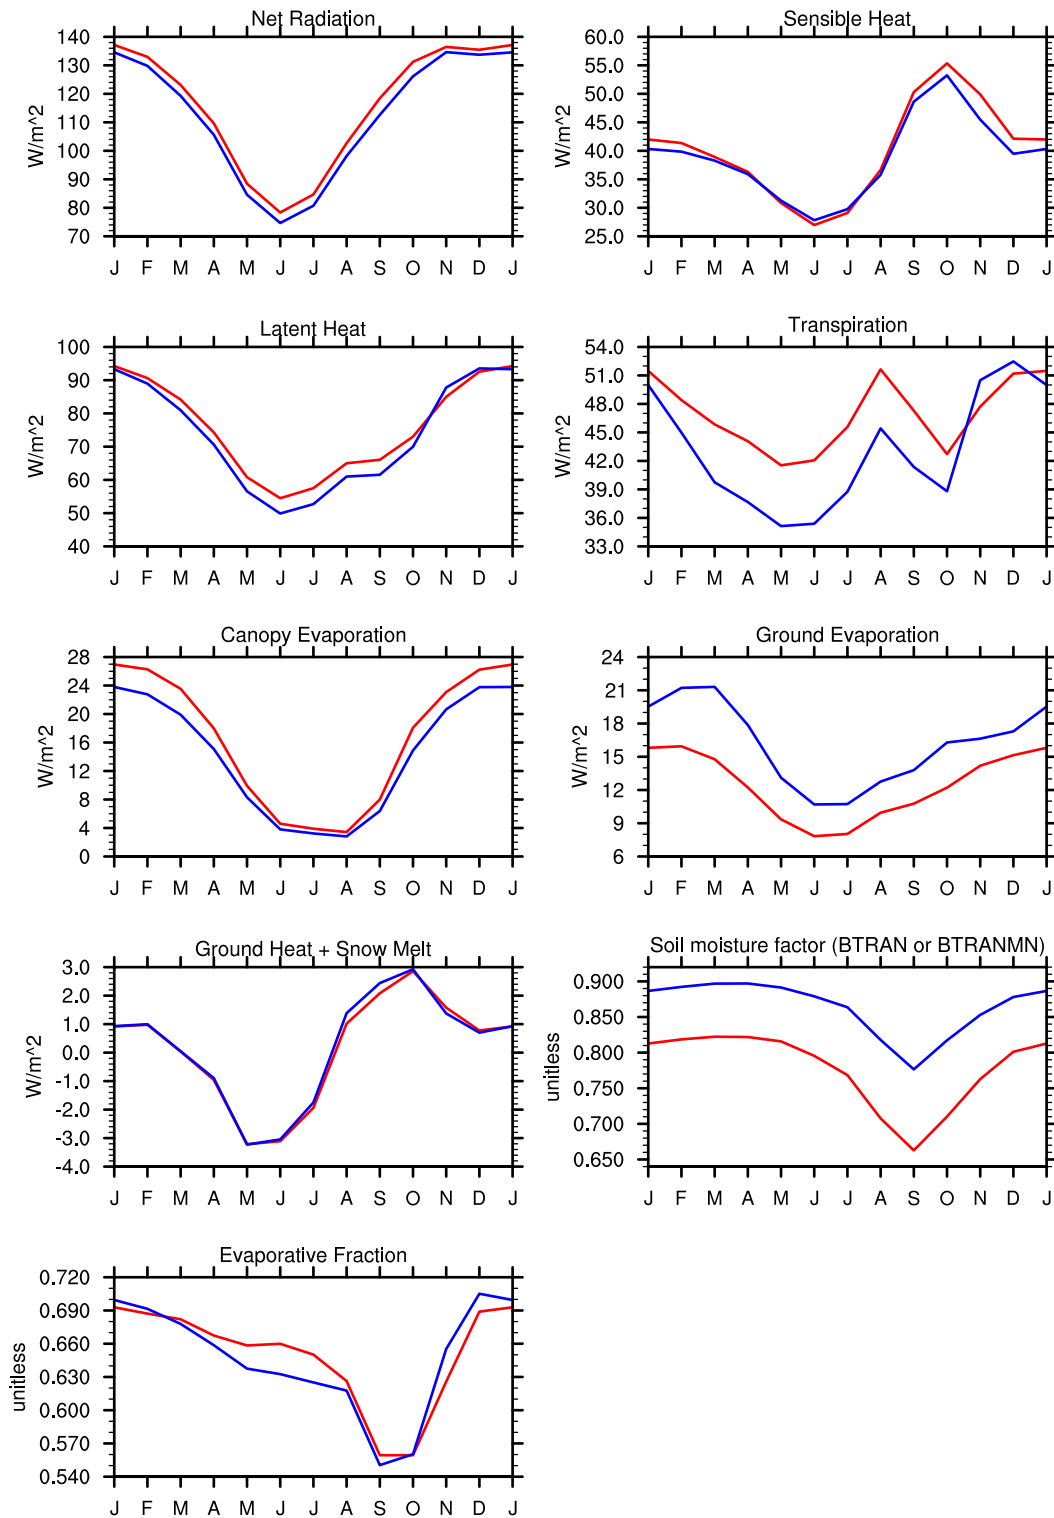 Net Radiation
140
130
120
110
100
90
80
70
W/m^2
J F M A M J J A S O N D J
Sensible Heat
60.0
55.0
50.0
45.0
40.0
35.0
30.0
25.0
W/m^2
J F M A M J J A S O N D J
Latent Heat
100
90
80
70
60
50
40
W/m^2
J F M A M J J A S O N D J
Transpiration
54.0
51.0
48.0
45.0
42.0
39.0
36.0
33.0
W/m^2
J F M A M J J A S O N D J
Canopy Evaporation
28
24
20
16
12
8
4
0
W/m^2
J F M A M J J A S O N D J
Ground Evaporation
24
21
18
15
12
9
6
W/m^2
J F M A M J J A S O N D J
Ground Heat + Snow Melt
3.0
2.0
1.0
0.0
-1.0
-2.0
-3.0
-4.0
W/m^2
J F M A M J J A S O N D J
Soil moisture factor (BTRAN or BTRANMN)
0.900
0.850
0.800
0.750
0.700
0.650
unitless
J F M A M J J A S O N D J
Evaporative Fraction
0.720
0.690
0.660
0.630
0.600
0.570
0.540
unitless
J F M A M J J A S O N D J